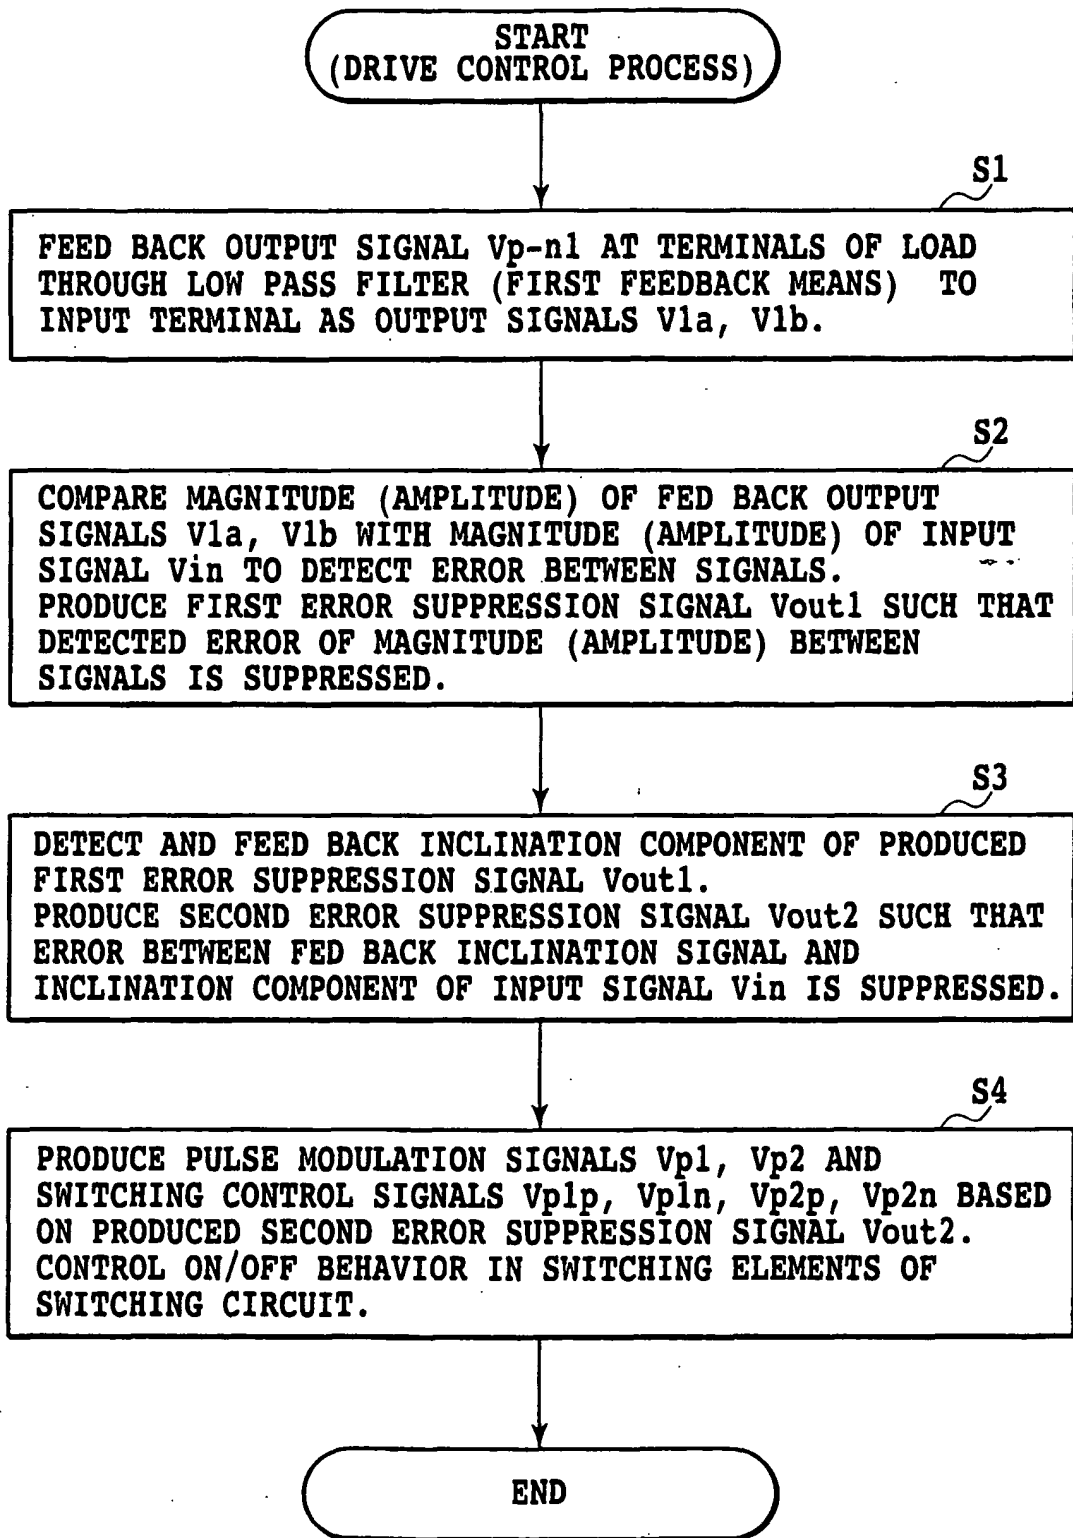 START
(DRIVE CONTROL PROCESS)
S1
FEED BACK OUTPUT SIGNAL Vp-n1 AT TERMINALS OF LOAD
THROUGH LOW PASS FILTER (FIRST FEEDBACK MEANS) TO
INPUT TERMINAL AS OUTPUT SIGNALS V1a, V1b.
S2
COMPARE MAGNITUDE (AMPLITUDE) OF FED BACK OUTPUT
SIGNALS V1a, V1b WITH MAGNITUDE (AMPLITUDE) OF INPUT
SIGNAL Vin TO DETECT ERROR BETWEEN SIGNALS.
PRODUCE FIRST ERROR SUPPRESSION SIGNAL Vout1 SUCH THAT
DETECTED ERROR OF MAGNITUDE (AMPLITUDE) BETWEEN
SIGNALS IS SUPPRESSED.
S3
DETECT AND FEED BACK INCLINATION COMPONENT OF PRODUCED
FIRST ERROR SUPPRESSION SIGNAL Vout1.
PRODUCE SECOND ERROR SUPPRESSION SIGNAL Vout2 SUCH THAT
ERROR BETWEEN FED BACK INCLINATION SIGNAL AND
INCLINATION COMPONENT OF INPUT SIGNAL Vin IS SUPPRESSED.
S4
PRODUCE PULSE MODULATION SIGNALS Vp1, Vp2 AND
SWITCHING CONTROL SIGNALS Vp1p, Vp1n, Vp2p, Vp2n BASED
ON PRODUCED SECOND ERROR SUPPRESSION SIGNAL Vout2.
CONTROL ON/OFF BEHAVIOR IN SWITCHING ELEMENTS OF
SWITCHING CIRCUIT.
END